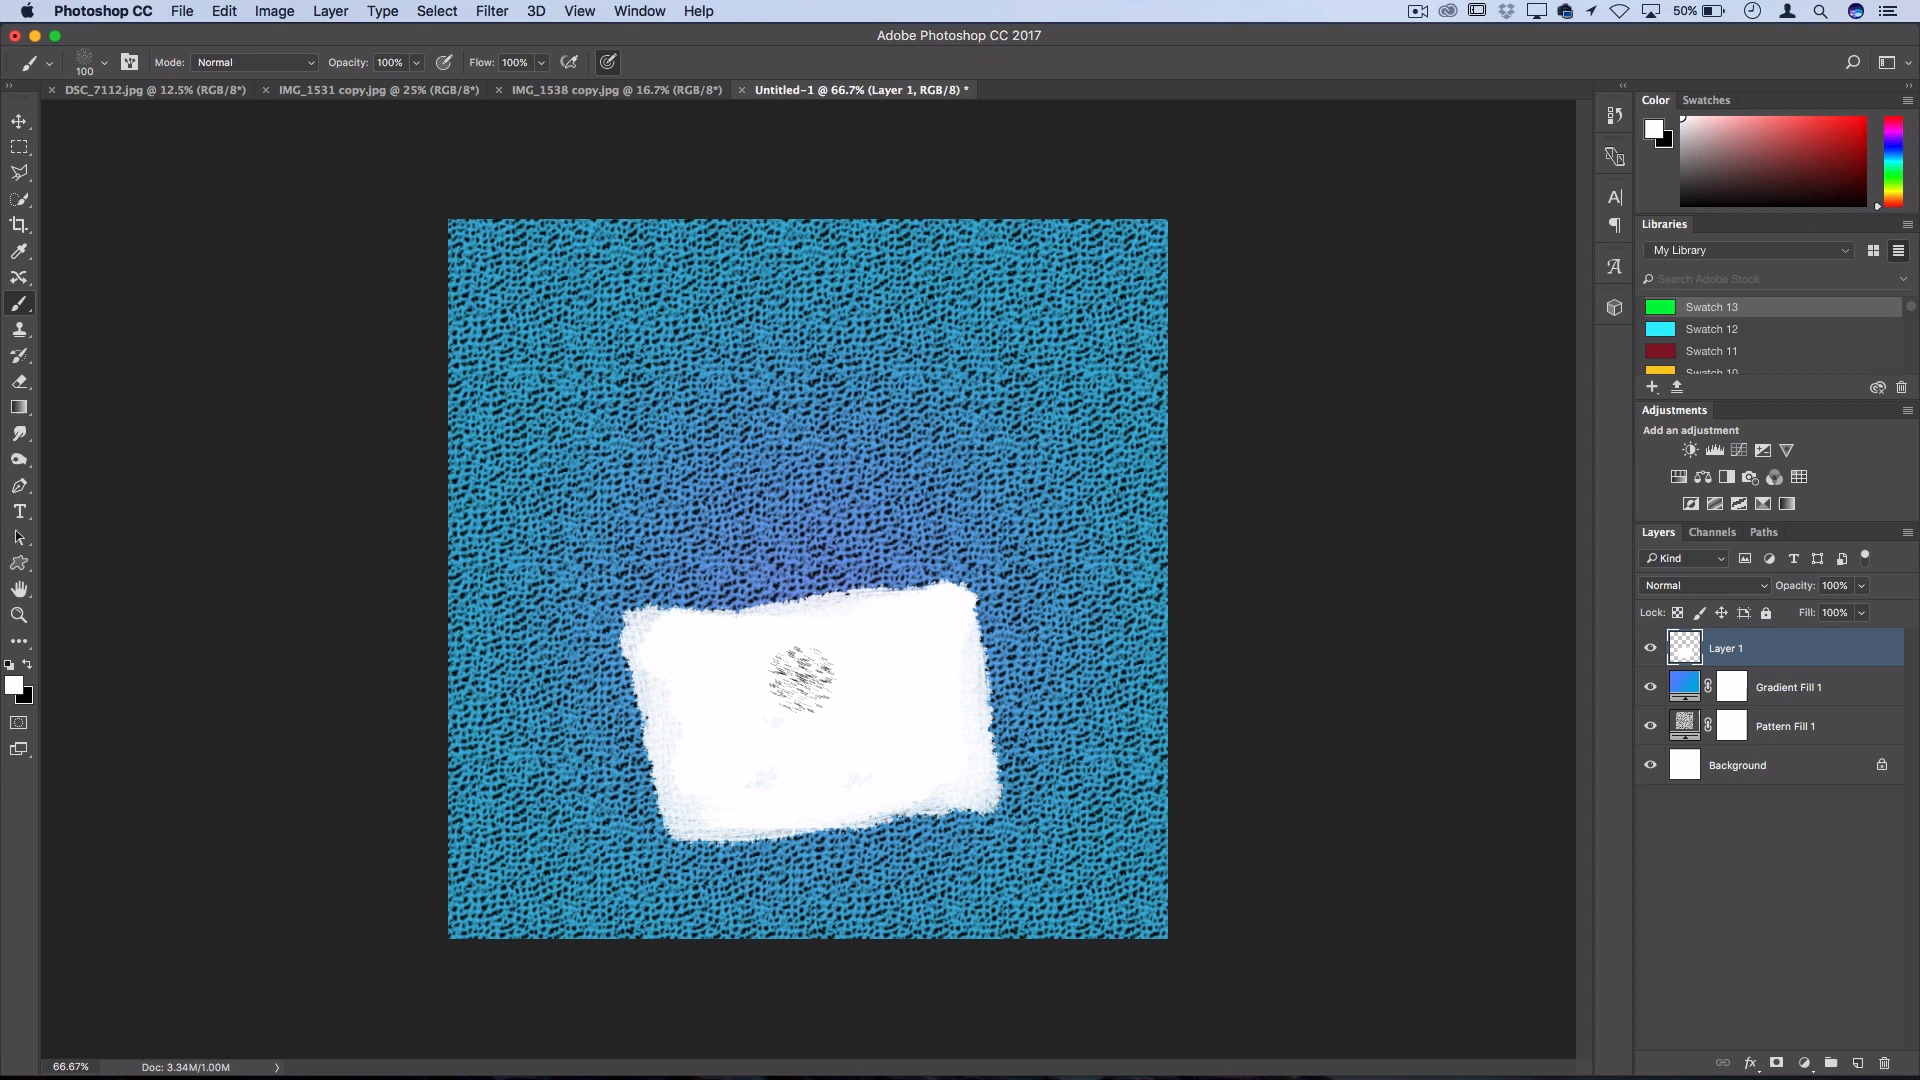 Photoshop CC File Edit Image Layer Type Select Filter 3D View Window Help 50%
Adobe Photoshop CC 2017
100 Mode: Normal Opacity: 100% Flow: 100%
DSC_7112.jpg @ 12.5% (RGB/8*) IMG_1531 copy.jpg @ 25% (RGB/8*) IMG_1538 copy.jpg @ 16.7% (RGB/8*) Untitled-1 @ 66.7% (Layer 1, RGB/8) *
Color Swatches
Libraries
My Library
Search Adobe Stock
Swatch 13
Swatch 12
Swatch 11
Swatch 10
Adjustments
Add an adjustment
Layers Channels Paths
Kind
Normal Opacity: 100%
Lock: Fill: 100%
Layer 1
Gradient Fill 1
Pattern Fill 1
Background
66.67% Doc: 3.34M/1.00M